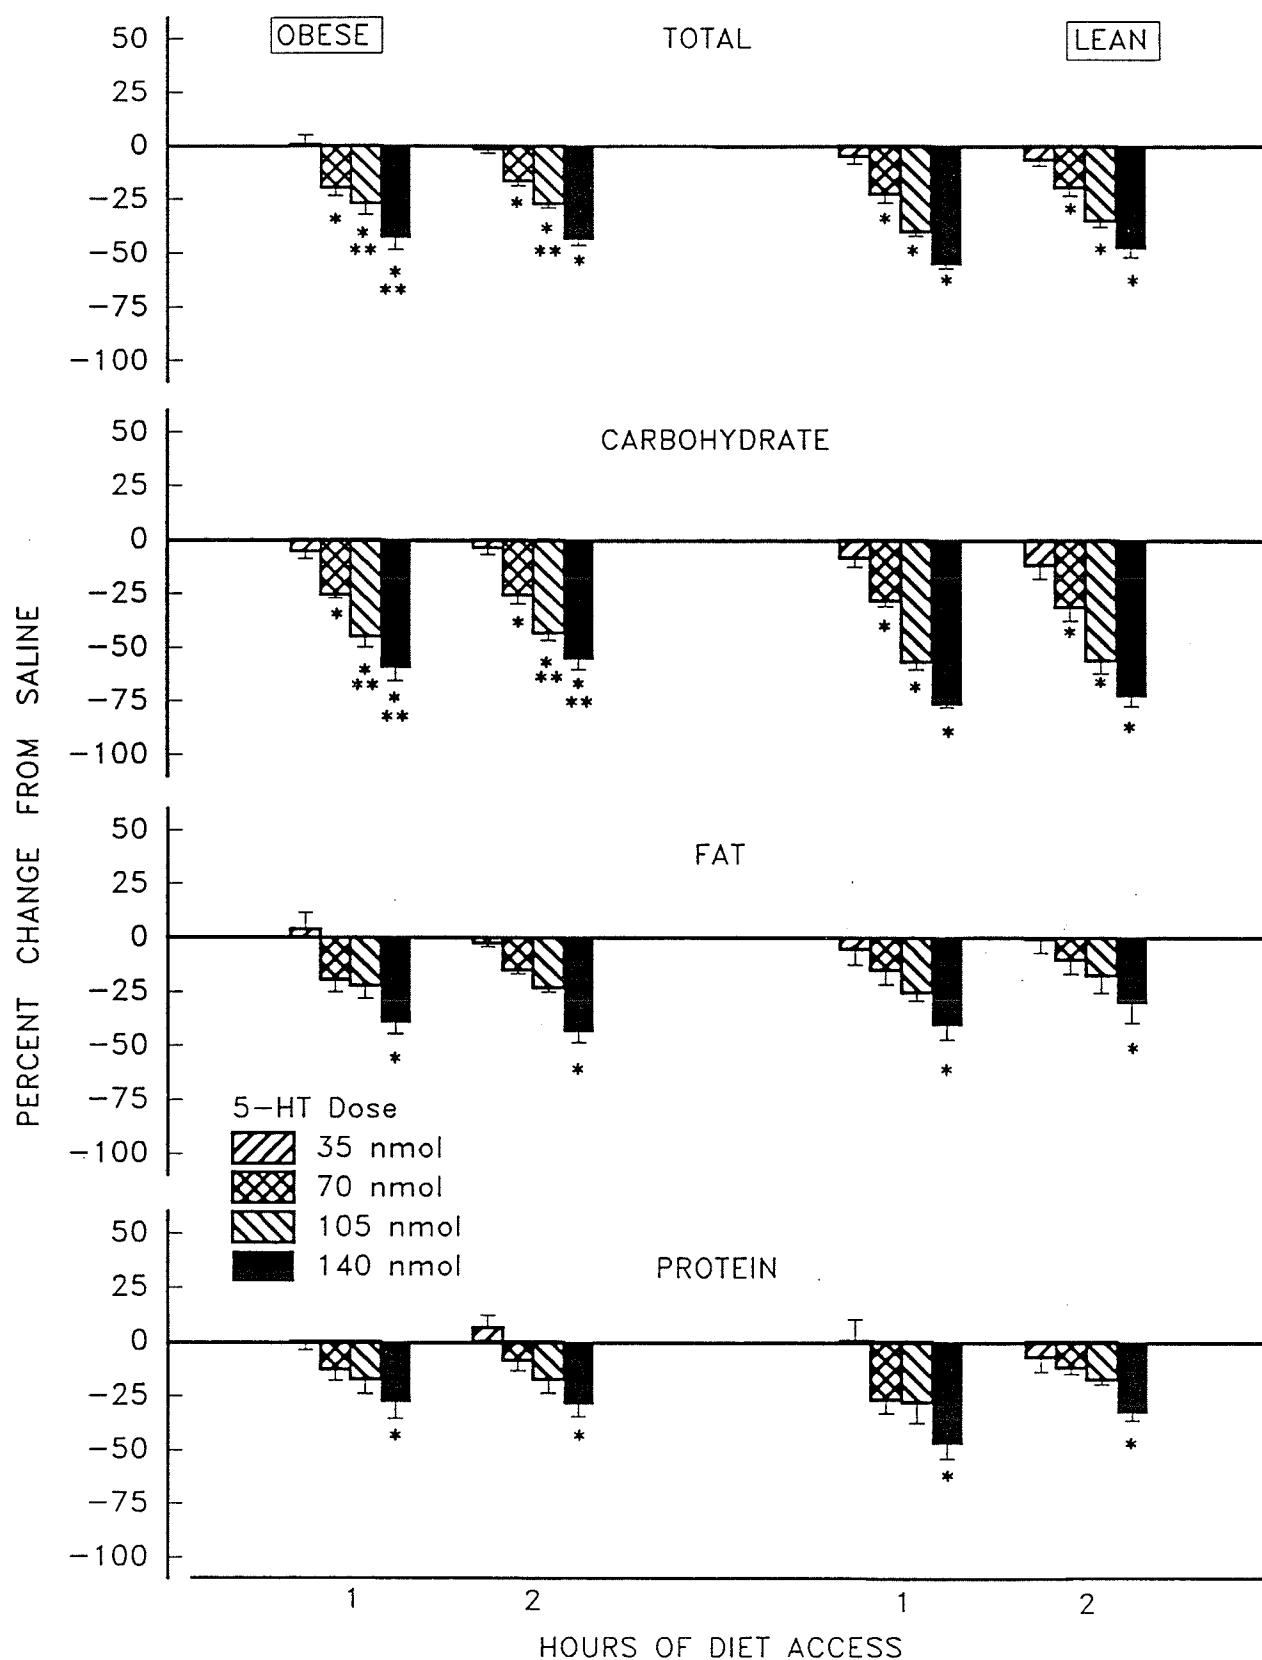 OBESE TOTAL LEAN
50
25
0
−25
* * * *
* * * *
** ** *
−50
* * * *
** *
−75
−100
CARBOHYDRATE
50
25
0
−25
* * * *
−50
* * * *
** **
−75
* * * *
** **
−100
FAT
50
25
0
−25
−50
* * * *
−75
−100
PROTEIN
50
25
0
−25
−50
* * * *
−75
−100
5−HT Dose
35 nmol
70 nmol
105 nmol
140 nmol
1 2 1 2
HOURS OF DIET ACCESS
PERCENT CHANGE FROM SALINE